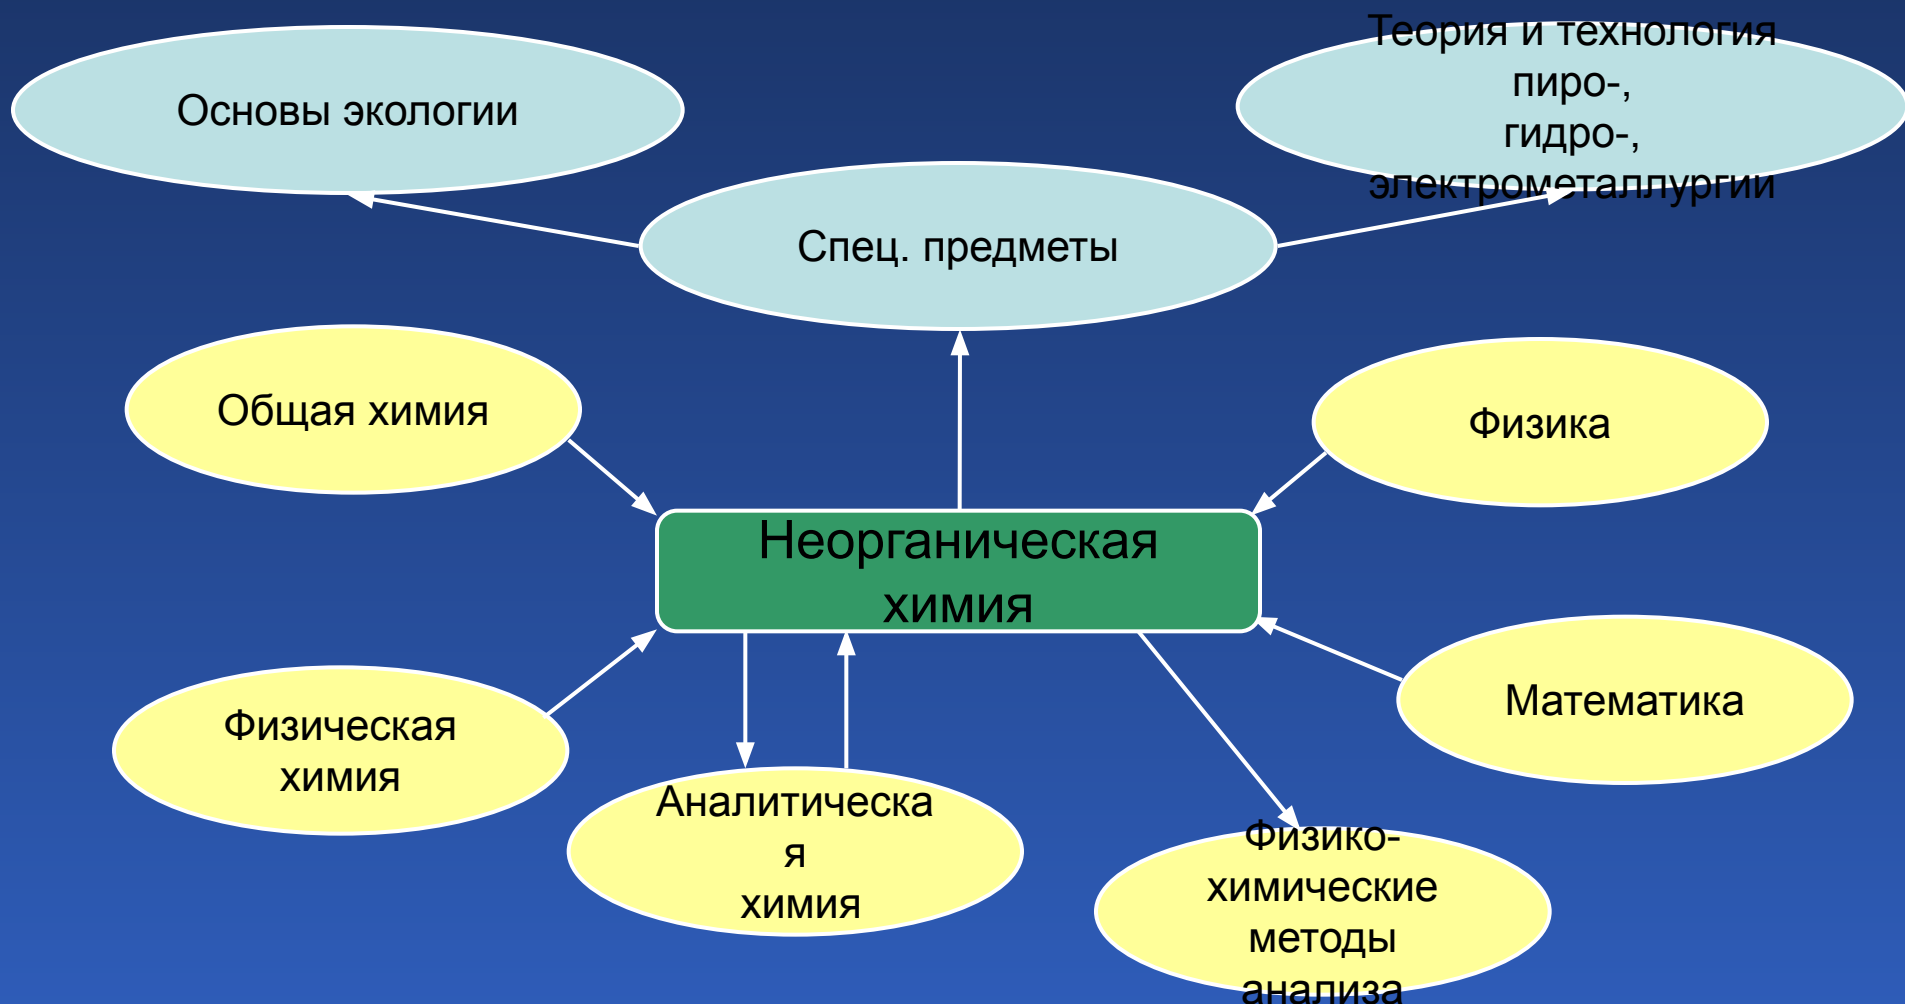 Теория и технология
пиро-,
гидро-,
электрометаллургии
Основы экологии
Спец. предметы
Общая химия
Физика
Неорганическая
химия
Физическая
химия
Математика
Аналитическа
я
химия
Физико-
химические
методы
анализа